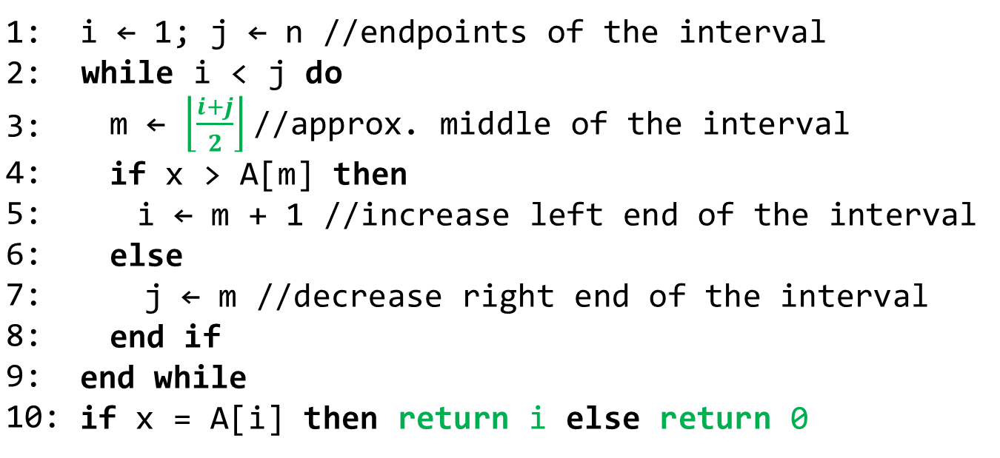 1: i ← 1; j ← n //endpoints of the interval
2: while i < j do
3: m ← ⌊(i+j)/2⌋ //approx. middle of the interval
4: if x > A[m] then
5: i ← m + 1 //increase left end of the interval
6: else
7: j ← m //decrease right end of the interval
8: end if
9: end while
10: if x = A[i] then return i else return 0